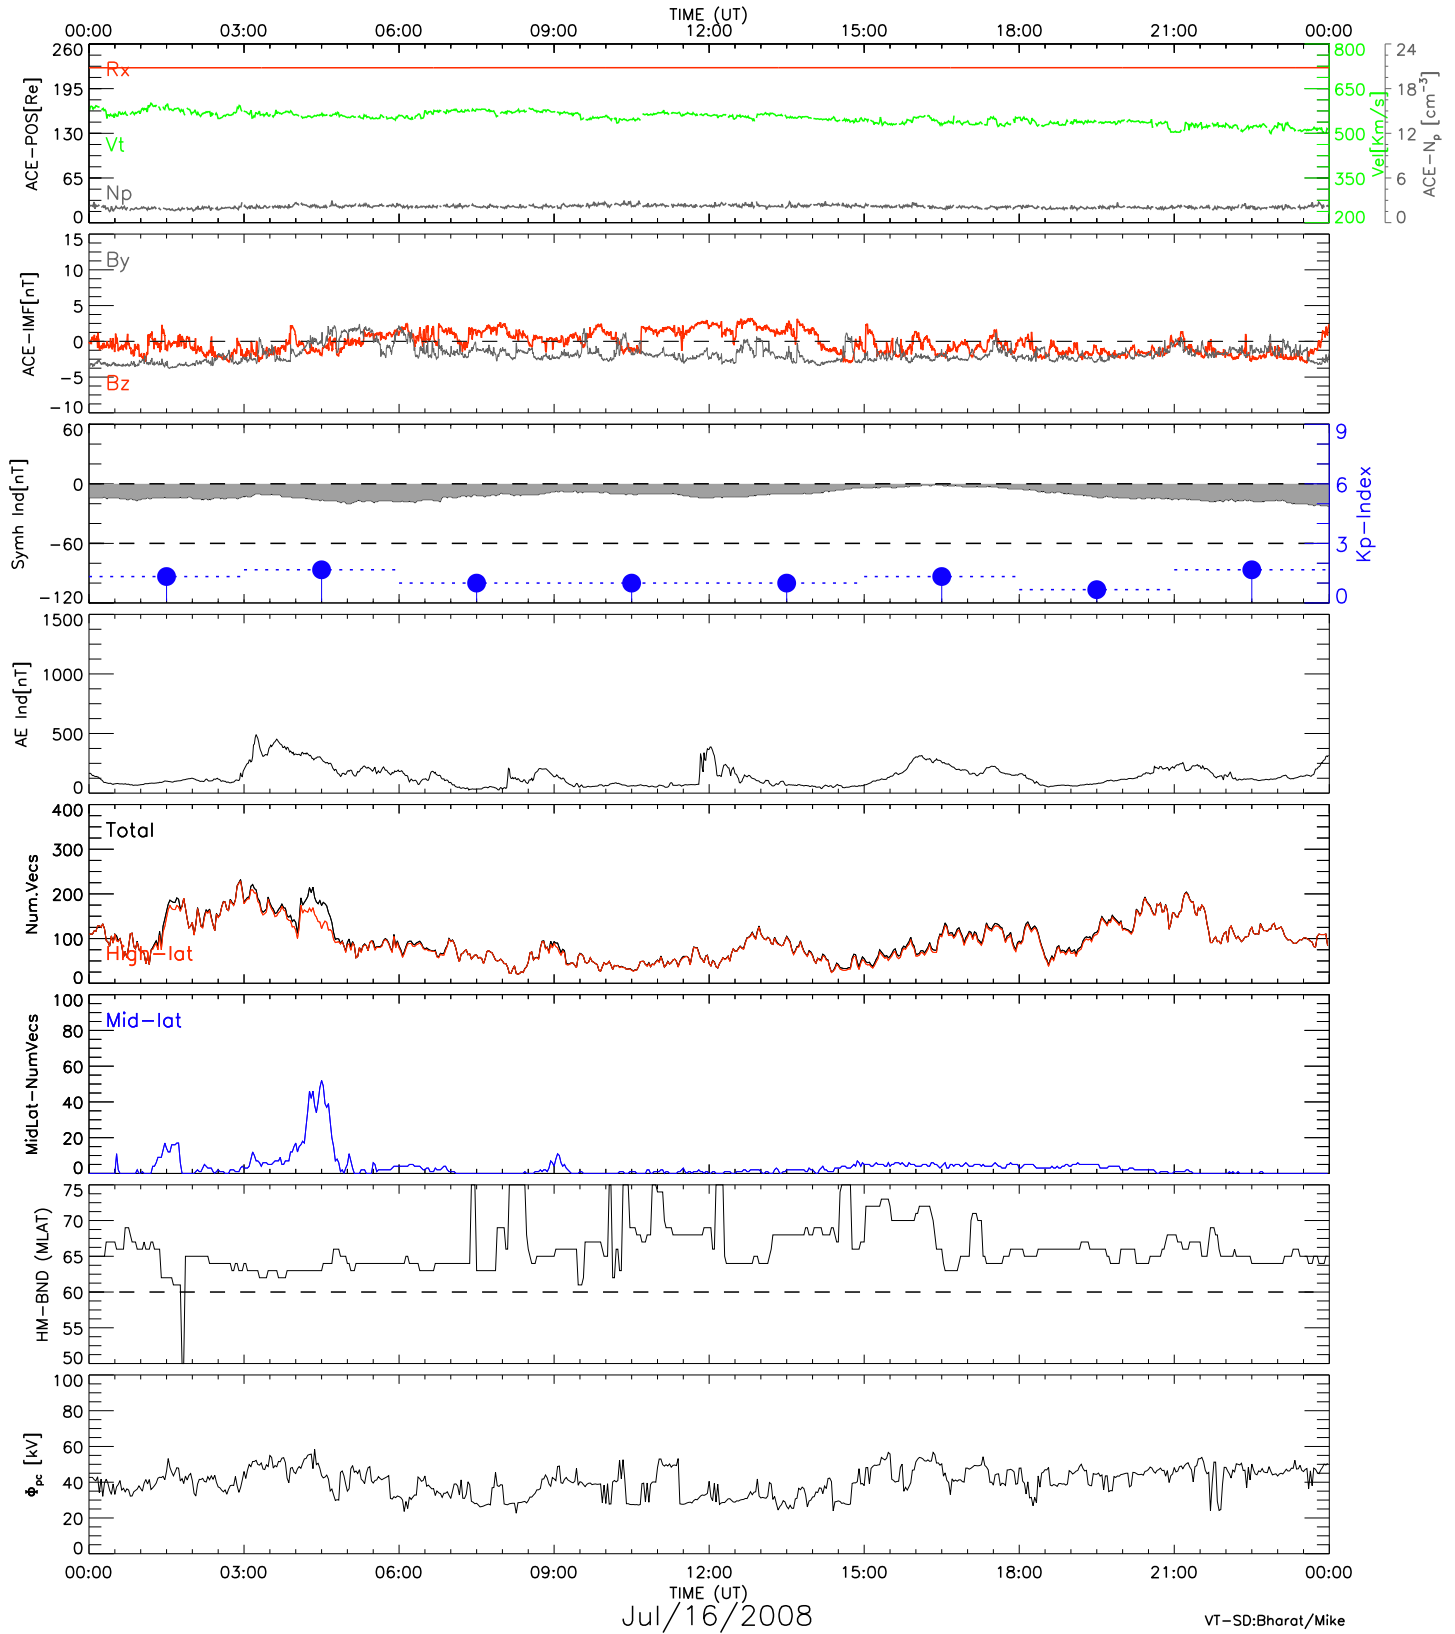 TIME (UT)
00:00 03:00 06:00 09:00 12:00 15:00 18:00 21:00 00:00
260 195 130 65 0
ACE-POS[Re]
Rx
Vt
Np
800 650 500 350 200
Vel[Km/s]
24 18 12 6 0
ACE-Np [cm⁻³]
15 10 5 0 -5 -10
ACE-IMF[nT]
By
Bz
60 0 -60 -120
Symh Ind[nT]
9 6 3 0
Kp-Index
1500 1000 500 0
AE Ind[nT]
400 300 200 100 0
Num.Vecs
Total
High-lat
100 80 60 40 20 0
MidLat-NumVecs
Mid-lat
75 70 65 60 55 50
HM-BND (MLAT)
100 80 60 40 20 0
Φpc [kV]
00:00 03:00 06:00 09:00 12:00 15:00 18:00 21:00 00:00
TIME (UT)
Jul/16/2008
VT-SD:Bharat/Mike